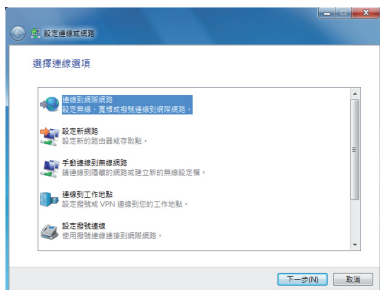 設定連線或網路
選擇連線選項
連線到網際網路
設定無線、寬頻或撥號連線到網際網路。
設定新網路
設定新的路由器或存取點。
手動連線到無線網路
請連線到隱藏的網路或建立新的無線設定檔。
連線到工作地點
設定撥號或 VPN 連線到您的工作地點。
設定撥號連線
使用撥號連線連接到網際網路。
下一步(N)
取消